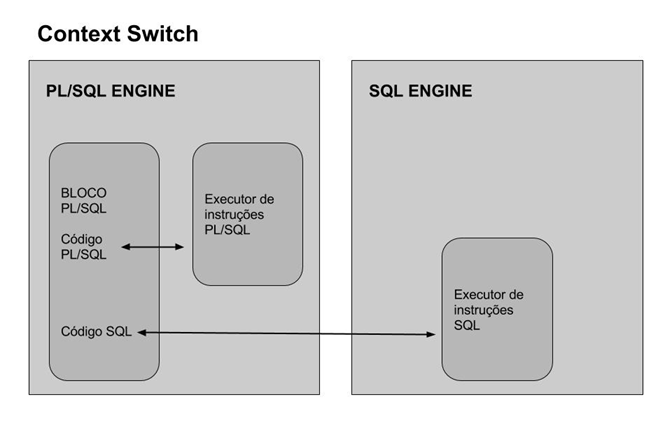 Context Switch
PL/SQL ENGINE
BLOCO
PL/SQL
Código
PL/SQL
Código SQL
Executor de
instruções
PL/SQL
SQL ENGINE
Executor de
instruções
SQL